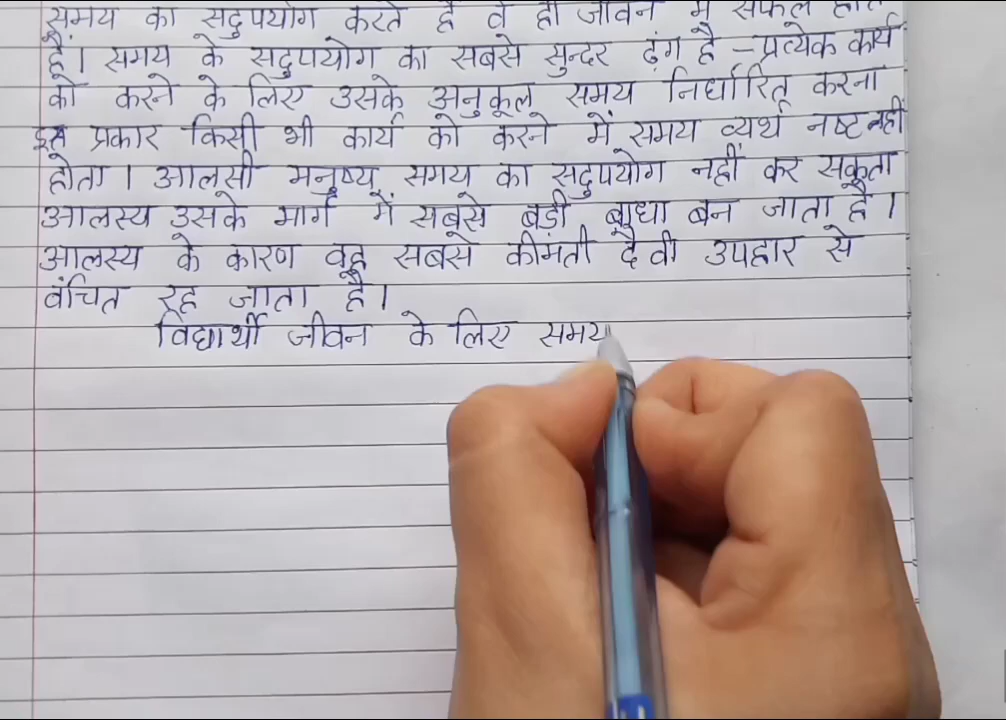 समय का सदुपयोग करते हैं वे ही जीवन में सफल होते
हैं। समय के सदुपयोग का सबसे सुन्दर ढ़ंग है – प्रत्येक कार्य
को करने के लिए उसके अनुकूल समय निर्धारित करना
इस प्रकार किसी भी कार्य को करने में समय व्यर्थ नष्ट नहीं
होता। आलसी मनुष्य समय का सदुपयोग नहीं कर सकता
आलस्य उसके मार्ग में सबसे बड़ी बाधा बन जाता है।
आलस्य के कारण वह सबसे कीमती दैवी उपहार से
वंचित रह जाता है।
विद्यार्थी जीवन के लिए समय